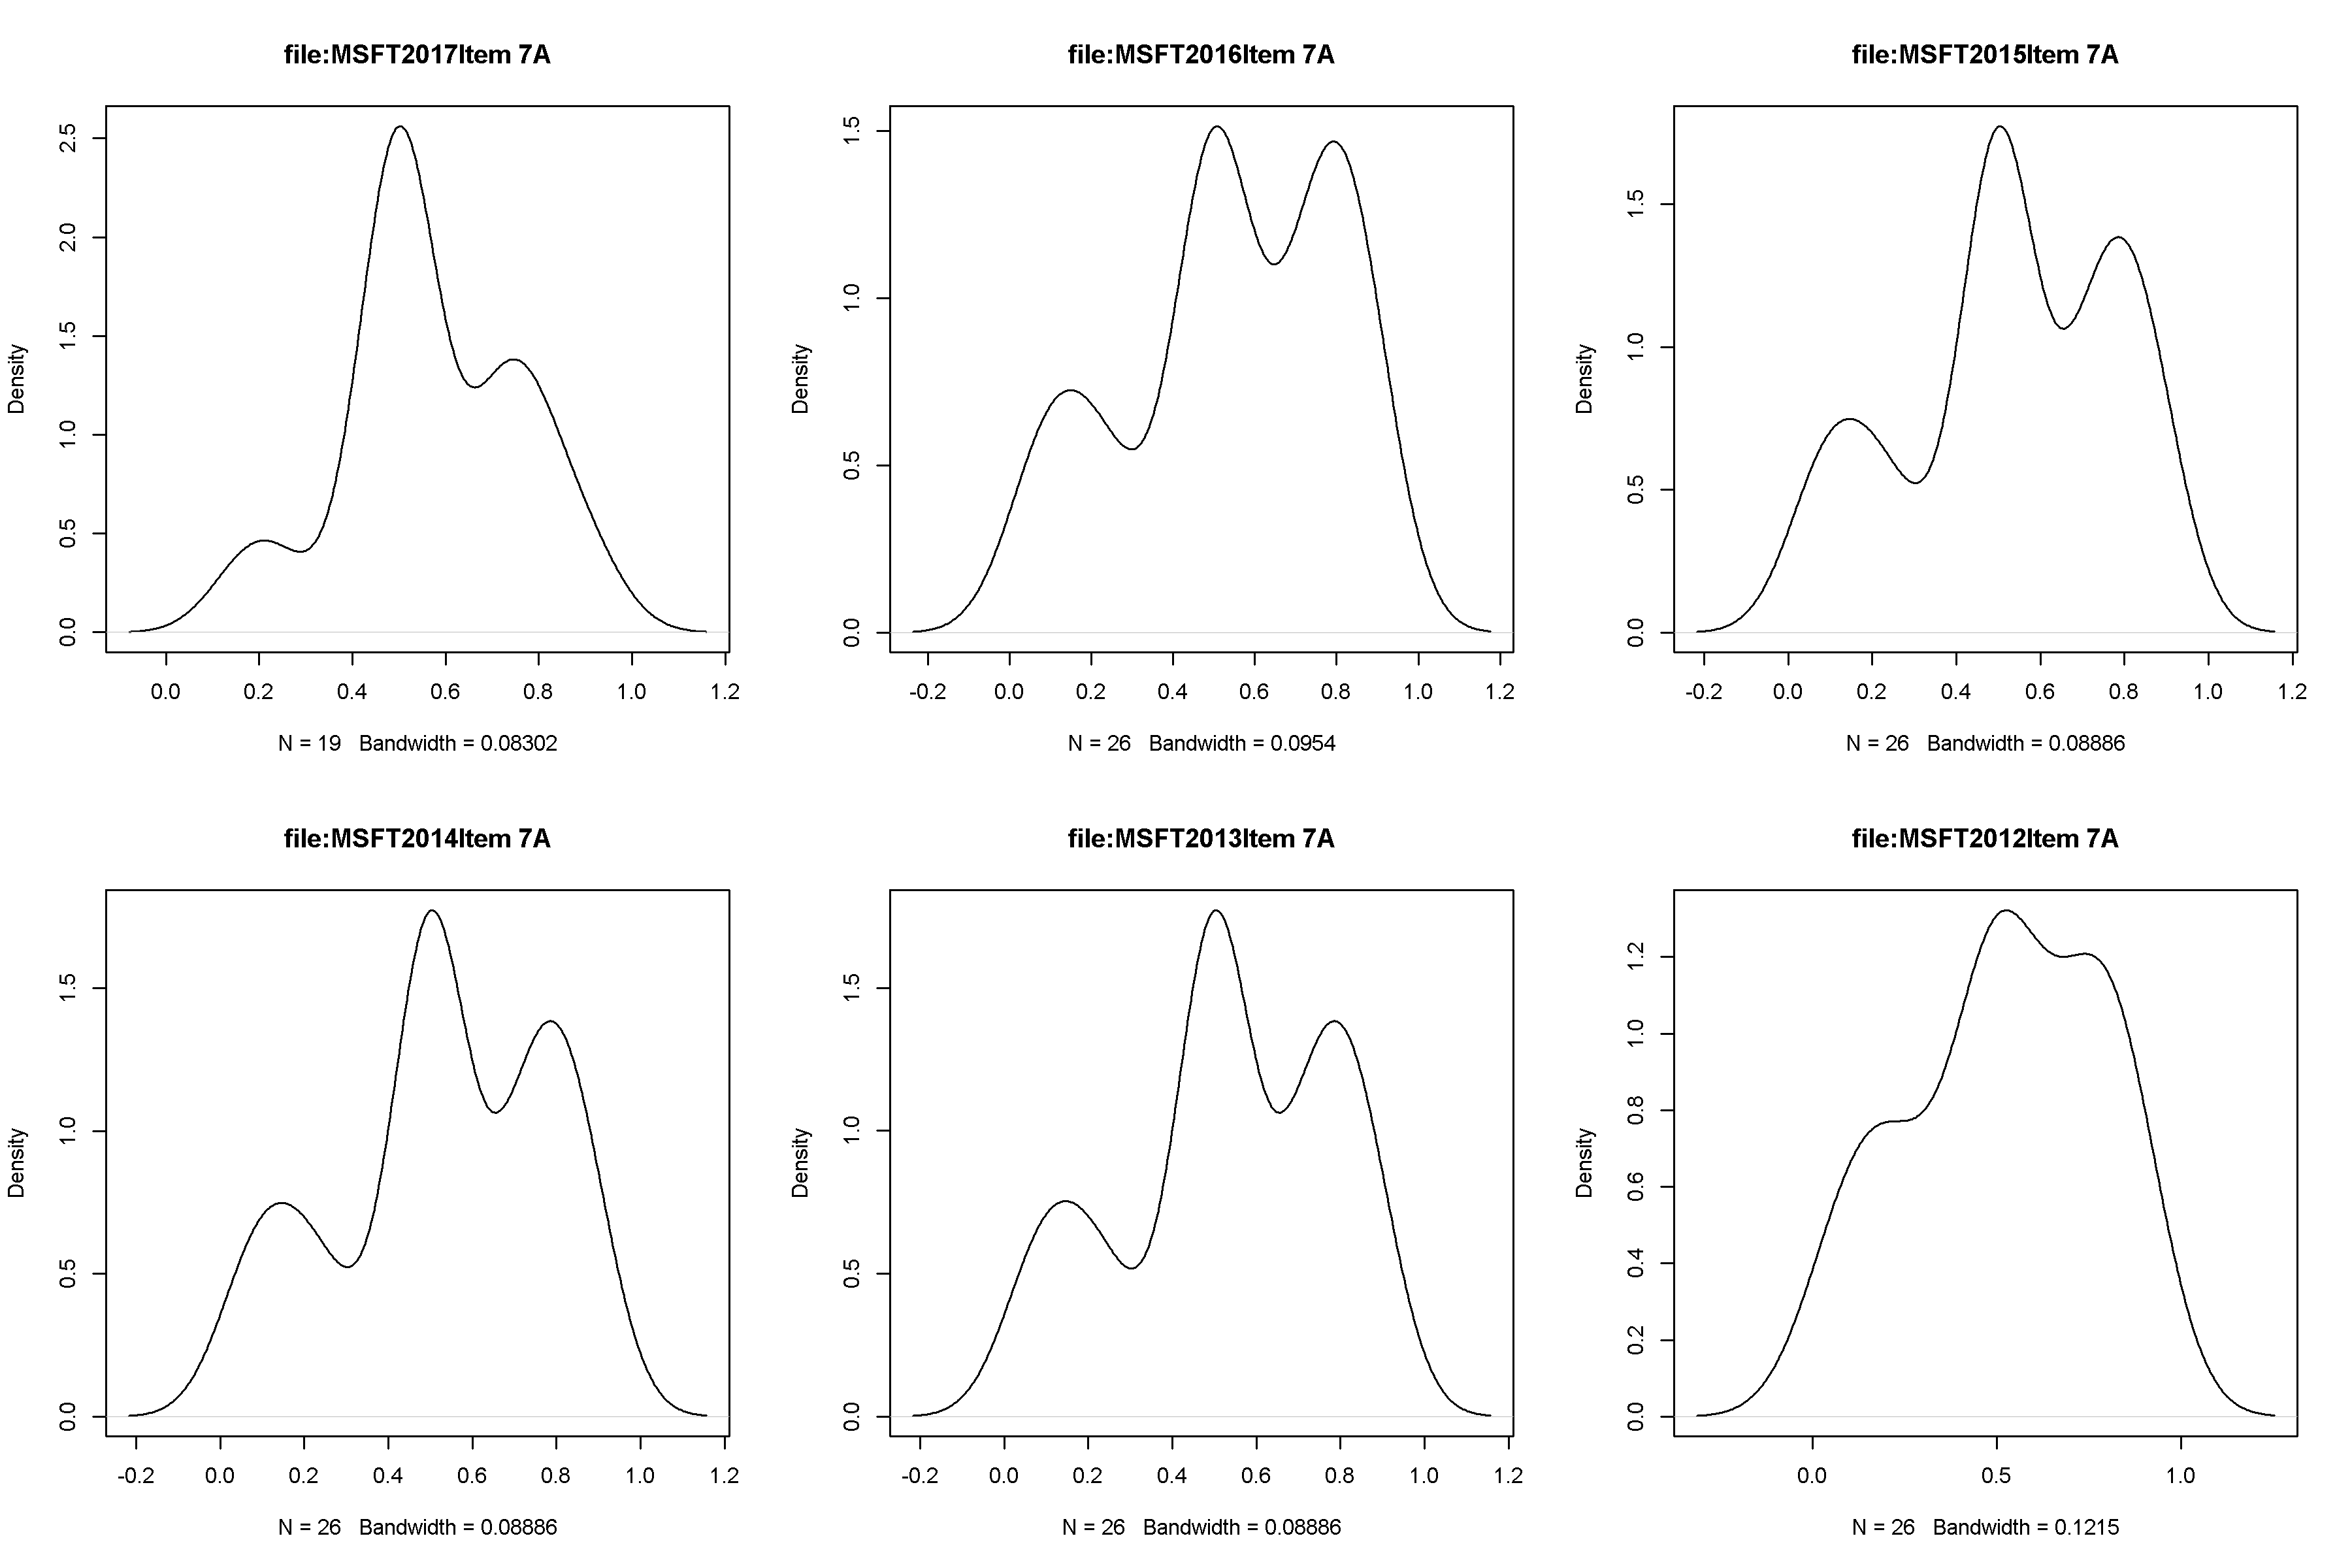 file:MSFT2017Item 7A
Density
2.5
2.0
1.5
1.0
0.5
0.0
0.0 0.2 0.4 0.6 0.8 1.0 1.2
N = 19 Bandwidth = 0.08302
file:MSFT2016Item 7A
Density
1.5
1.0
0.5
0.0
-0.2 0.0 0.2 0.4 0.6 0.8 1.0 1.2
N = 26 Bandwidth = 0.0954
file:MSFT2015Item 7A
Density
1.5
1.0
0.5
0.0
-0.2 0.0 0.2 0.4 0.6 0.8 1.0 1.2
N = 26 Bandwidth = 0.08886
file:MSFT2014Item 7A
Density
1.5
1.0
0.5
0.0
-0.2 0.0 0.2 0.4 0.6 0.8 1.0 1.2
N = 26 Bandwidth = 0.08886
file:MSFT2013Item 7A
Density
1.5
1.0
0.5
0.0
-0.2 0.0 0.2 0.4 0.6 0.8 1.0 1.2
N = 26 Bandwidth = 0.08886
file:MSFT2012Item 7A
Density
1.2
1.0
0.8
0.6
0.4
0.2
0.0
0.0 0.5 1.0
N = 26 Bandwidth = 0.1215